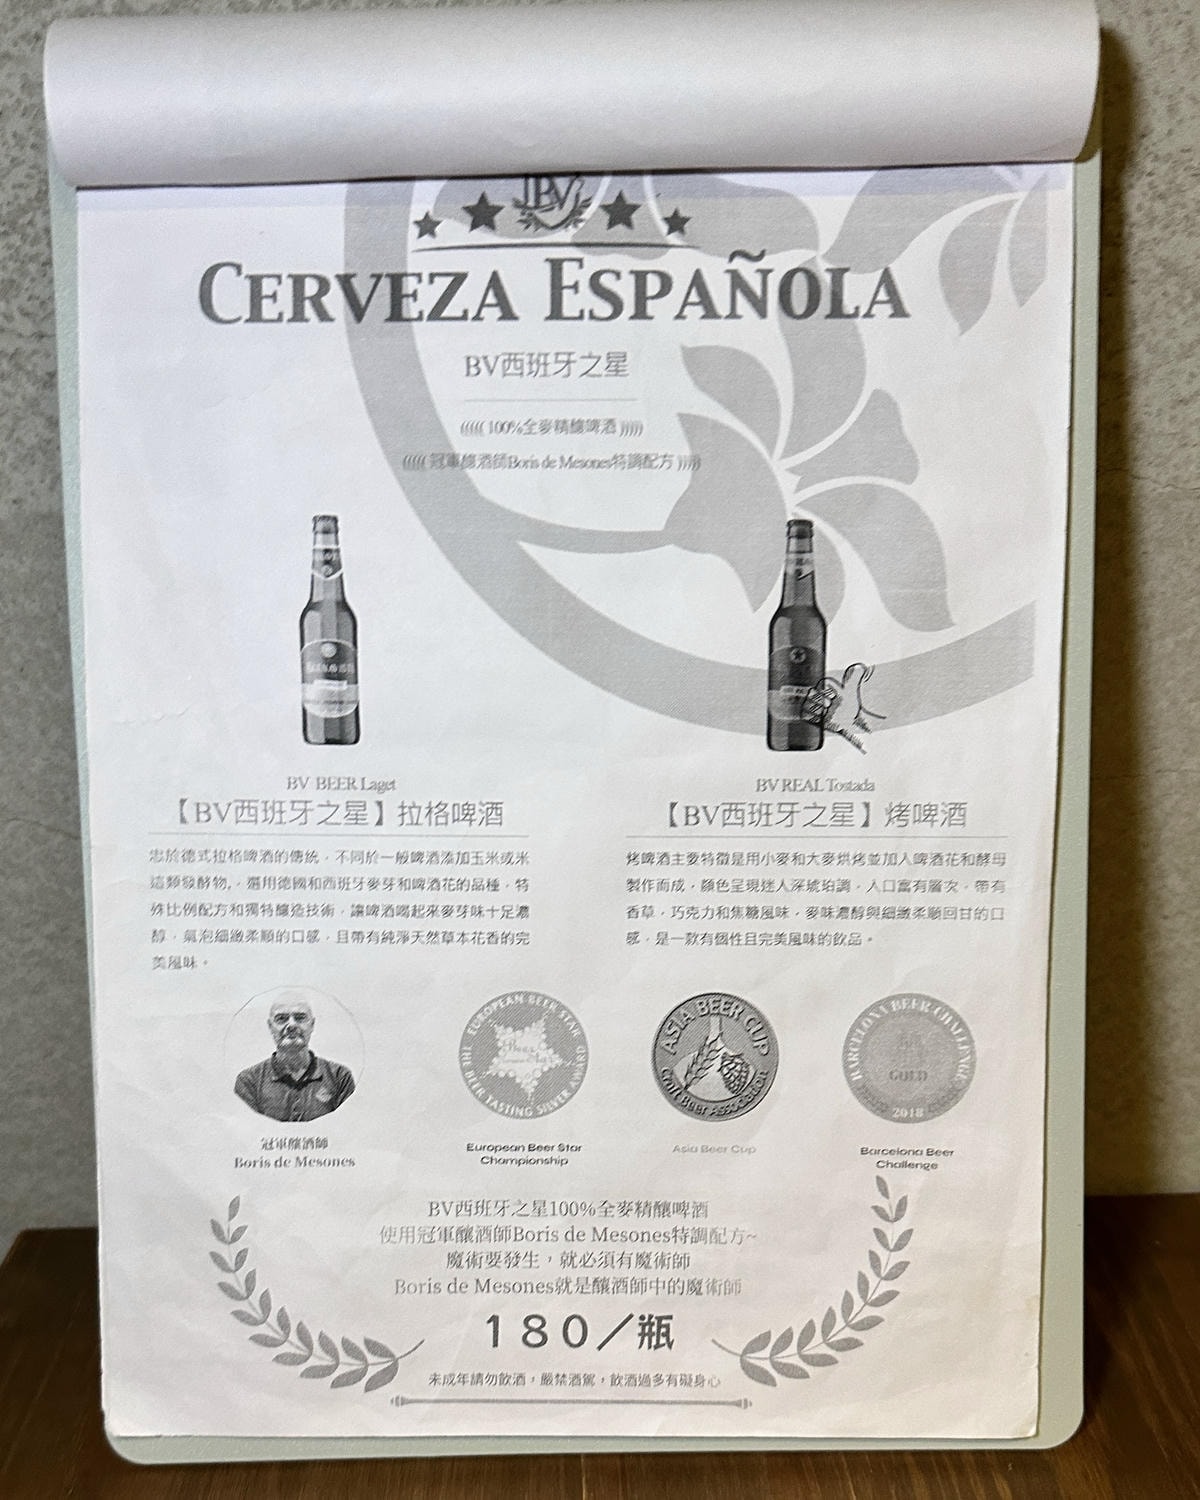 BV
CERVEZA ESPAÑOLA
BV西班牙之星
((((( 100%全麥精釀啤酒 )))))
((((( 冠軍釀酒師Boris de Mesones特調配方 )))))
BV BEER Laget
【BV西班牙之星】拉格啤酒
忠於德式拉格啤酒的傳統，不同於一般啤酒添加玉米或米
這類發酵物,，選用德國和西班牙麥芽和啤酒花的品種，特
殊比例配方和獨特釀造技術，讓啤酒喝起來麥芽味十足濃
醇，氣泡細緻柔順的口感，且帶有純淨天然草本花香的完
美風味。
BV REAL Tostada
【BV西班牙之星】烤啤酒
烤啤酒主要特徵是用小麥和大麥烘烤並加入啤酒花和酵母
製作而成，顏色呈現迷人深琥珀調，入口富有層次，帶有
香草，巧克力和焦糖風味，麥味濃醇與細緻柔順回甘的口
感，是一款有個性且完美風味的飲品。
EUROPEAN BEER STAR
THE BEER TASTING SILVER AWARD
ASIA BEER CUP
Craft Beer Association
BARCELONA BEER CHALLENGE
GOLD
2018
冠軍釀酒師
Boris de Mesones
European Beer Star
Championship
Asia Beer Cup
Barcelona Beer
Challenge
BV西班牙之星100%全麥精釀啤酒
使用冠軍釀酒師Boris de Mesones特調配方~
魔術要發生，就必須有魔術師
Boris de Mesones就是釀酒師中的魔術師
１８０／瓶
未成年請勿飲酒，嚴禁酒駕，飲酒過多有礙身心